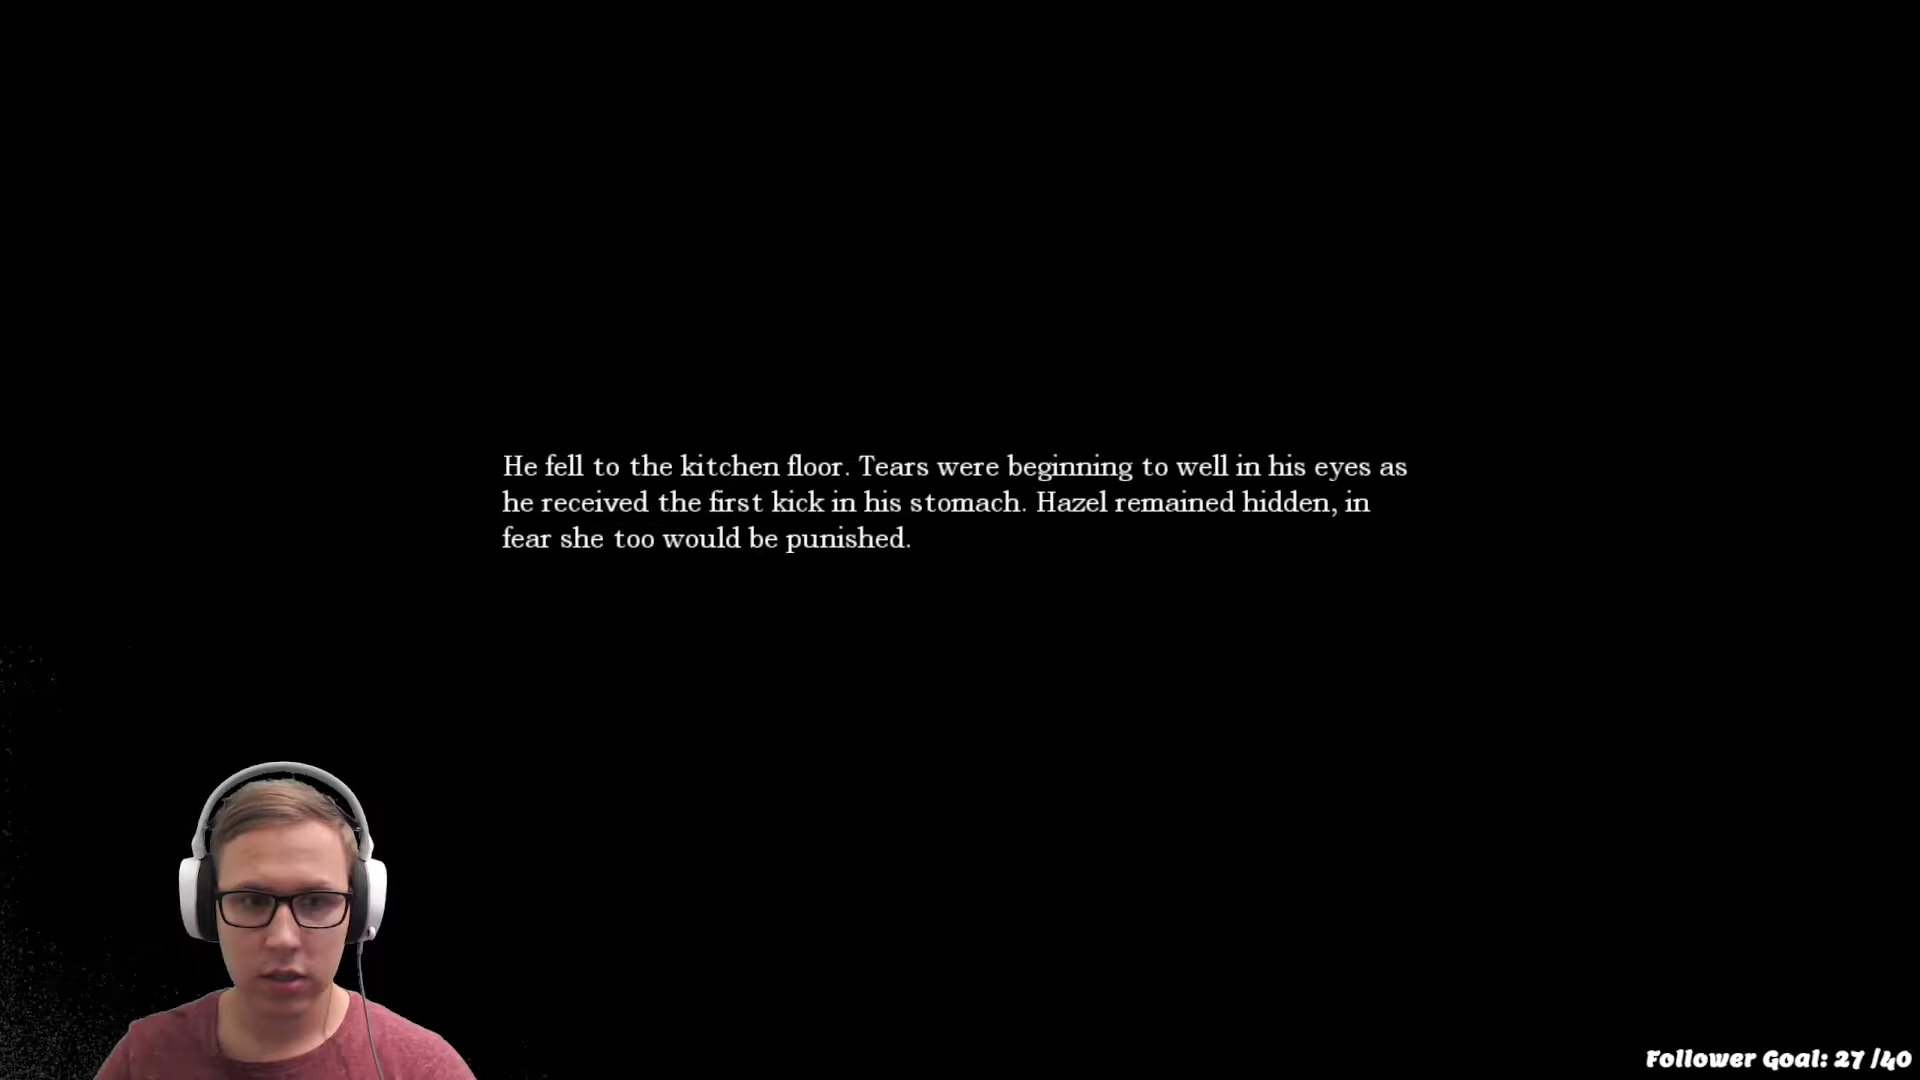 He fell to the kitchen floor. Tears were beginning to well in his eyes as
he received the first kick in his stomach. Hazel remained hidden, in
fear she too would be punished.
Follower Goal: 27 /40